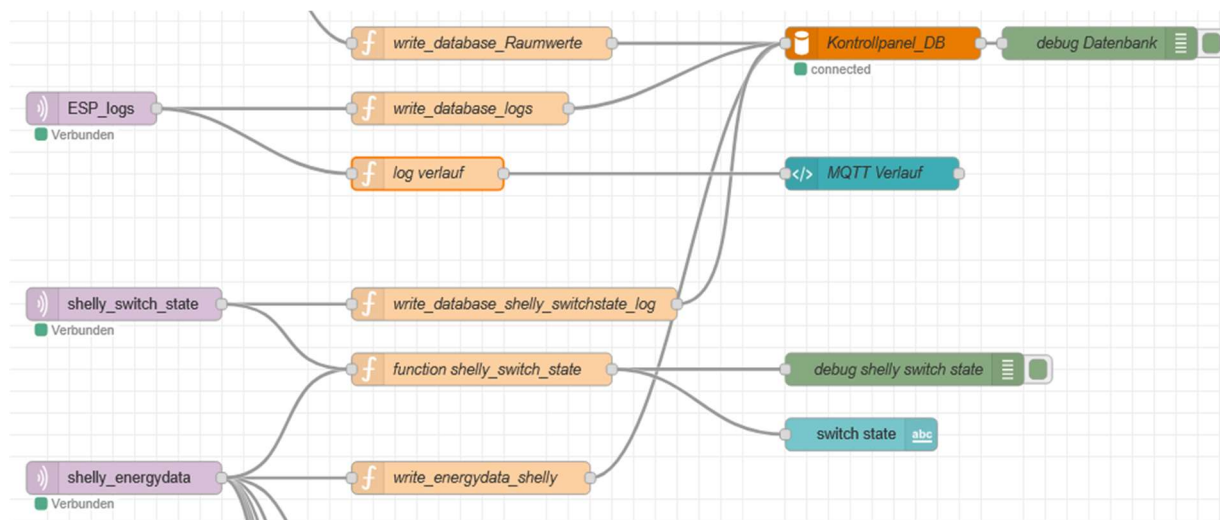 write_database_Raumwerte
Kontrollpanel_DB
debug Datenbank
connected
ESP_logs
write_database_logs
Verbunden
log verlauf
MQTT Verlauf
shelly_switch_state
write_database_shelly_switchstate_log
Verbunden
function shelly_switch_state
debug shelly switch state
switch state
abc
shelly_energydata
write_energydata_shelly
Verbunden